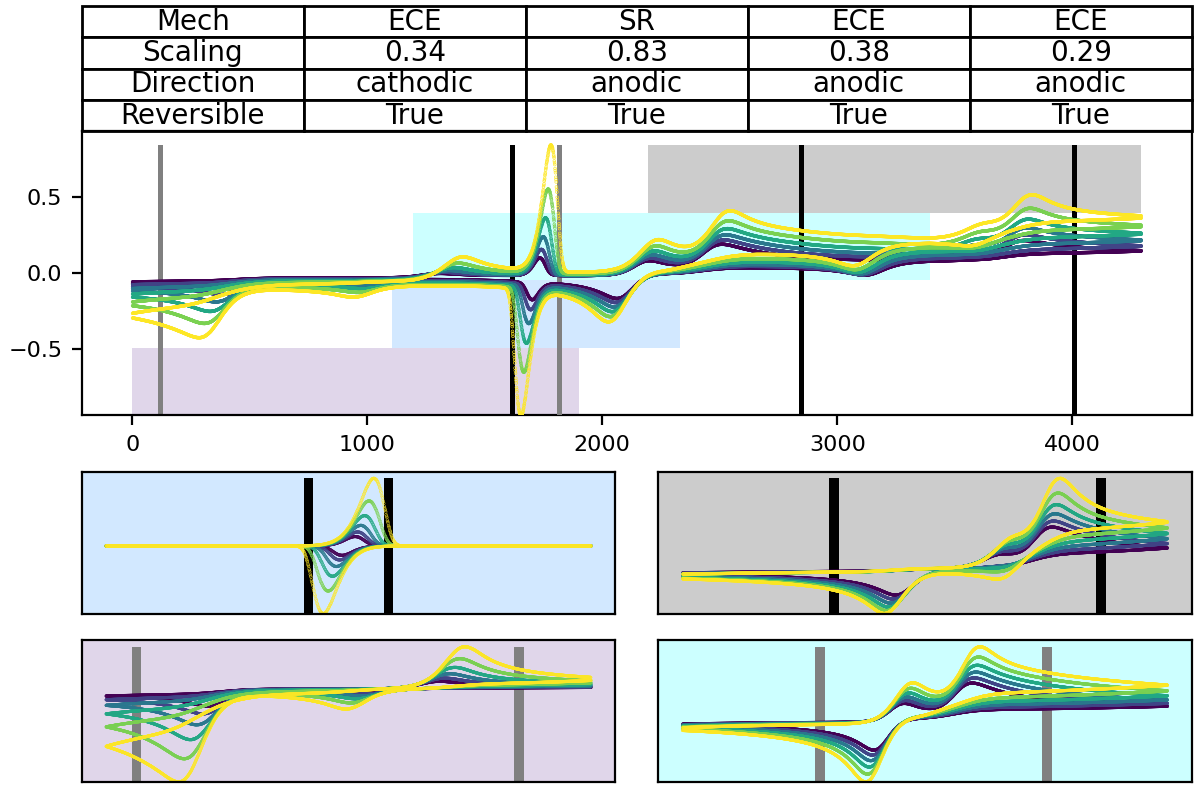 Mech ECE SR ECE ECE
Scaling 0.34 0.83 0.38 0.29
Direction cathodic anodic anodic anodic
Reversible True True True True
0.5
0.0
−0.5
0 1000 2000 3000 4000